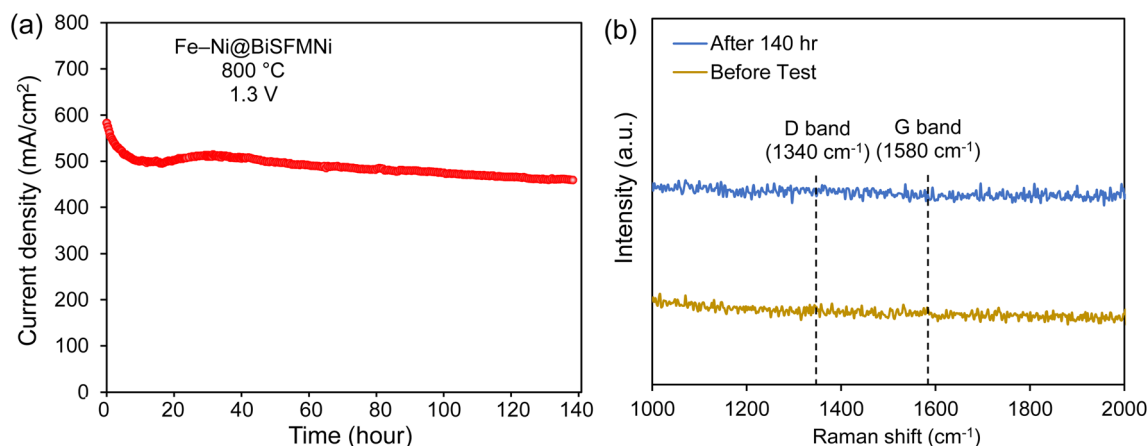 (a)
Fe–Ni@BiSFMNi
800 °C
1.3 V
Current density (mA/cm²)
800
700
600
500
400
300
200
100
0
0 20 40 60 80 100 120 140
Time (hour)
(b)
After 140 hr
Before Test
D band
(1340 cm⁻¹)
G band
(1580 cm⁻¹)
Intensity (a.u.)
1000 1200 1400 1600 1800 2000
Raman shift (cm⁻¹)